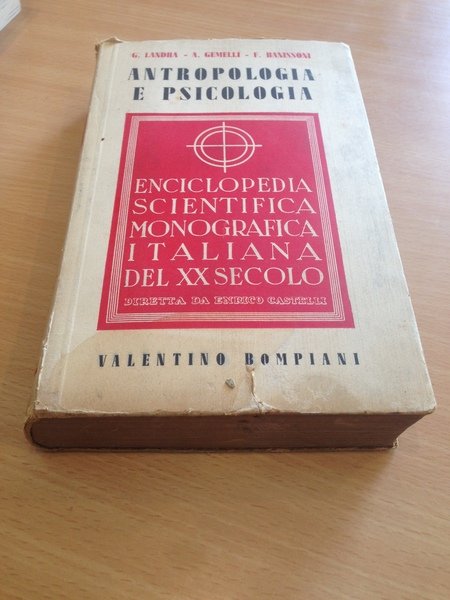 G. LANDRA - A. GEMELLI - F. BANISSONI
ANTROPOLOGIA
E PSICOLOGIA
ENCICLOPEDIA
SCIENTIFICA
MONOGRAFICA
ITALIANA
DEL XX SECOLO
DIRETTA DA ENRICO CASTELLI
VALENTINO BOMPIANI